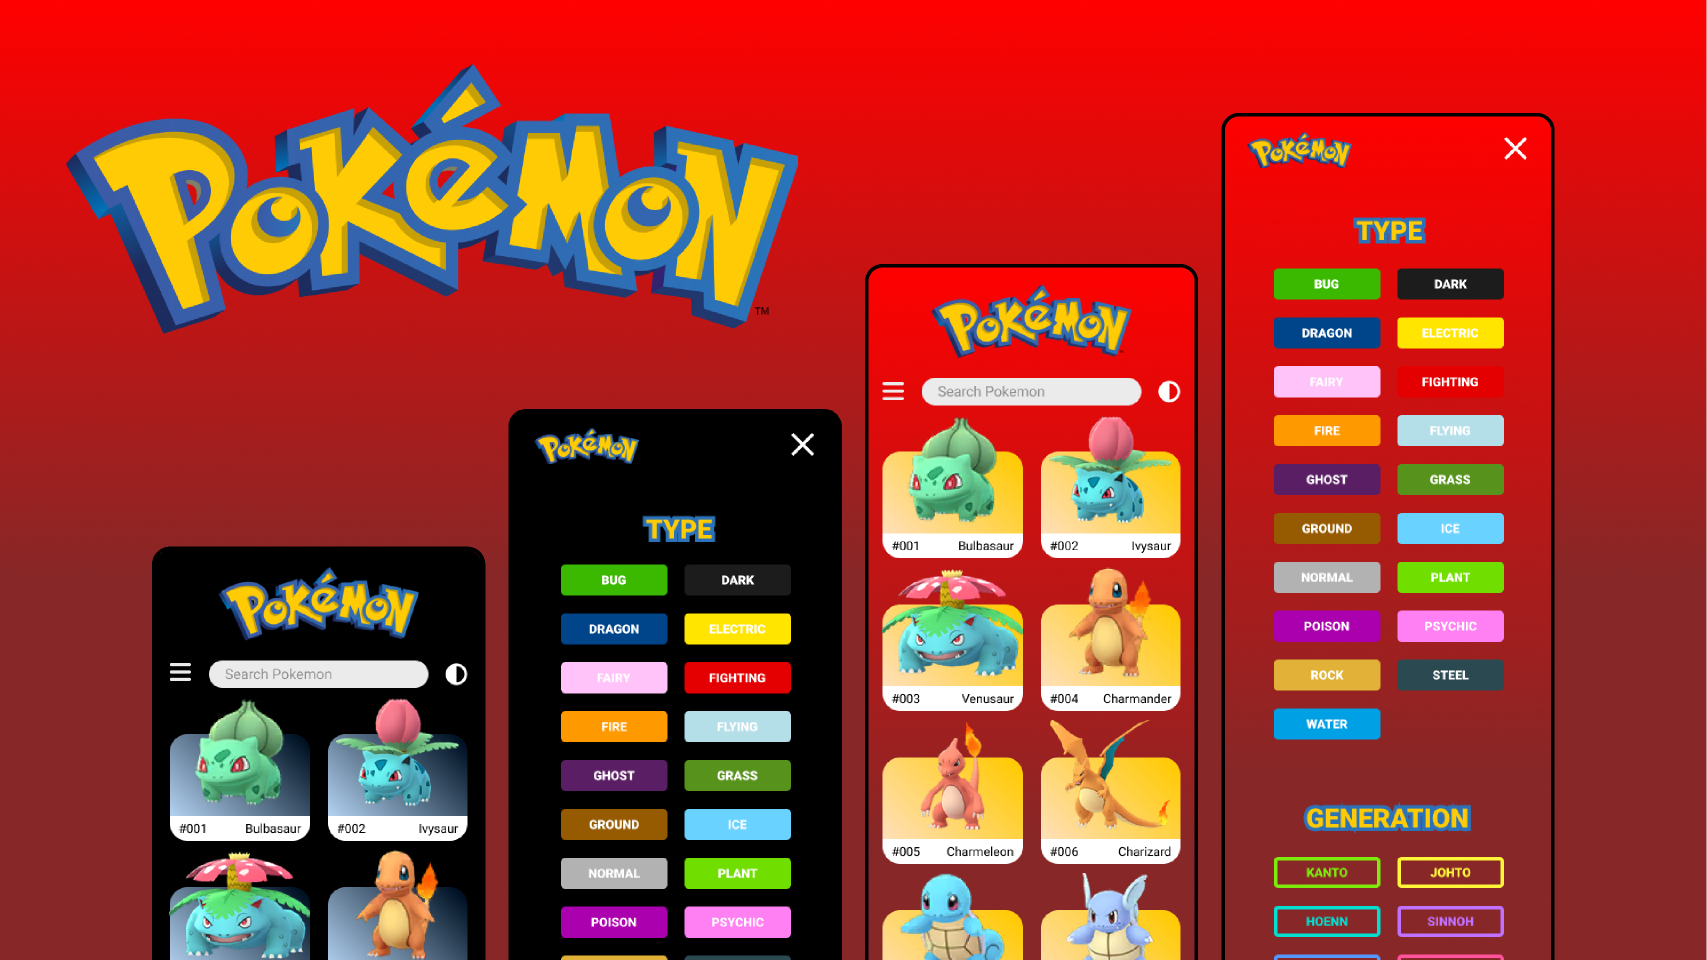 POKéMON
TM
POKéMON
Search Pokemon
#001 Bulbasaur
#002 Ivysaur
POKéMON
TYPE
BUG DARK
DRAGON ELECTRIC
FAIRY FIGHTING
FIRE FLYING
GHOST GRASS
GROUND ICE
NORMAL PLANT
POISON PSYCHIC
POKéMON
Search Pokemon
#001 Bulbasaur
#002 Ivysaur
#003 Venusaur
#004 Charmander
#005 Charmeleon
#006 Charizard
POKéMON
TYPE
BUG DARK
DRAGON ELECTRIC
FAIRY FIGHTING
FIRE FLYING
GHOST GRASS
GROUND ICE
NORMAL PLANT
POISON PSYCHIC
ROCK STEEL
WATER
GENERATION
KANTO JOHTO
HOENN SINNOH